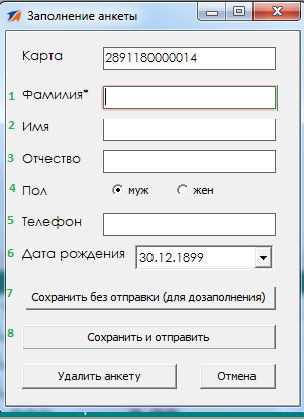 Заполнение анкеты
Карта 2891180000014
1 Фамилия*
2 Имя
3 Отчество
4 Пол муж жен
5 Телефон
6 Дата рождения 30.12.1899
7 Сохранить без отправки (для дозаполнения)
8 Сохранить и отправить
Удалить анкету Отмена